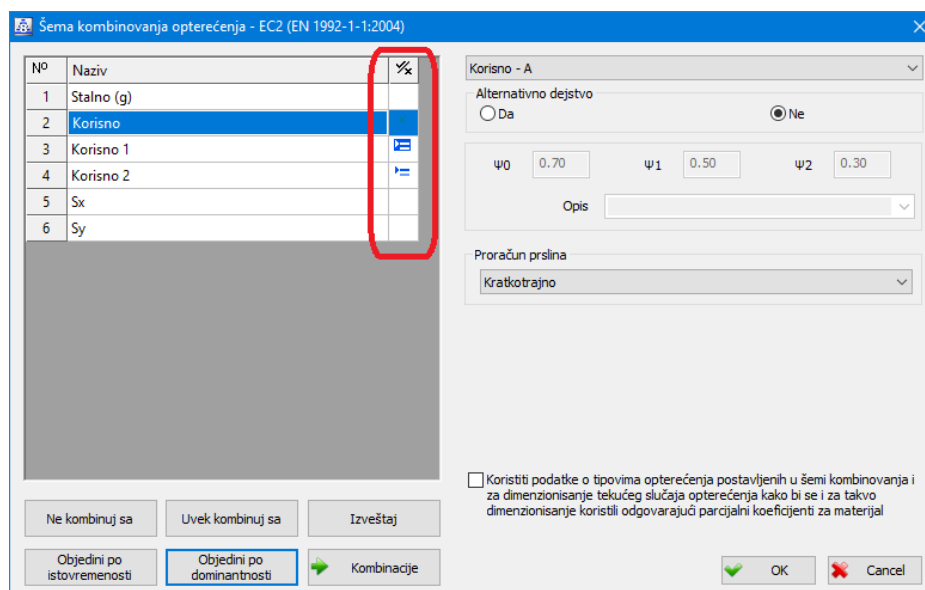 Šema kombinovanja opterećenja - EC2 (EN 1992-1-1:2004)
Nº Naziv
1 Stalno (g)
2 Korisno
3 Korisno 1
4 Korisno 2
5 Sx
6 Sy
Ne kombinuj sa Uvek kombinuj sa Izveštaj
Objedini po istovremenosti
Objedini po dominantnosti
Kombinacije
Korisno - A
Alternativno dejstvo
Da Ne
Ψ0 0.70 Ψ1 0.50 Ψ2 0.30
Opis
Proračun prslina
Kratkotrajno
Koristiti podatke o tipovima opterećenja postavljenih u šemi kombinovanja i
za dimenzionisanje tekućeg slučaja opterećenja kako bi se i za takvo
dimenzionisanje koristili odgovarajući parcijalni koeficijenti za materijal
OK Cancel